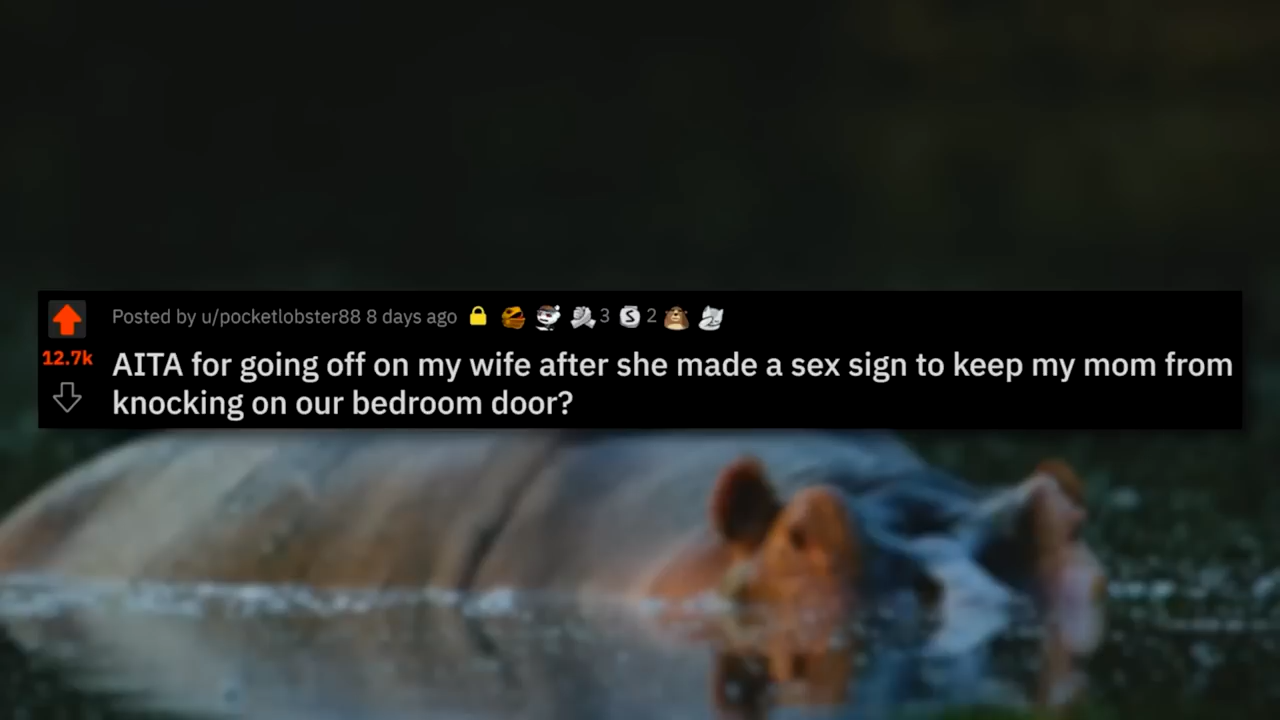 Posted by u/pocketlobster88 8 days ago 3 S 2
12.7k
AITA for going off on my wife after she made a sex sign to keep my mom from
knocking on our bedroom door?